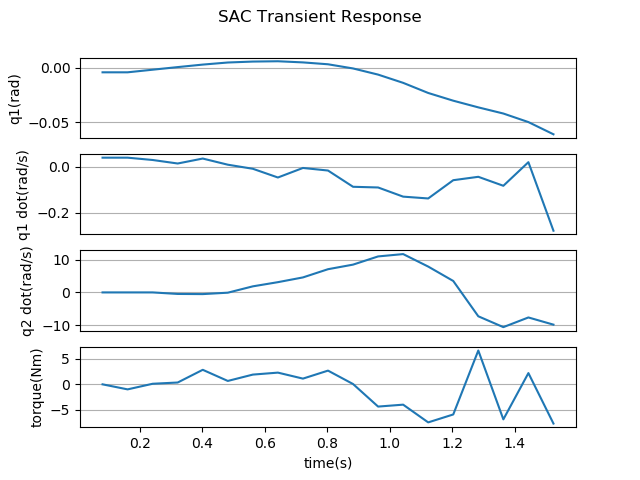 SAC Transient Response
q1(rad)
0.00
−0.05
q1 dot(rad/s)
0.0
−0.2
q2 dot(rad/s)
10
0
−10
torque(Nm)
5
0
−5
0.2 0.4 0.6 0.8 1.0 1.2 1.4
time(s)